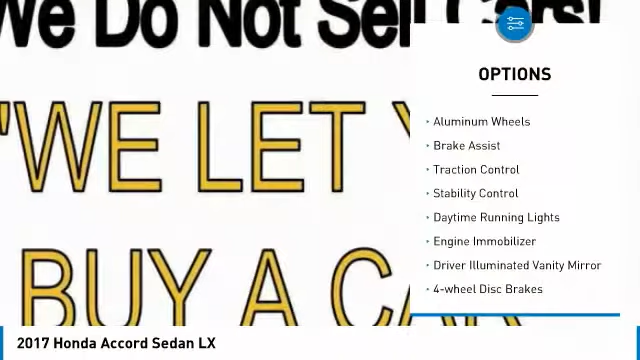 We Do Not Sell Cars!
"WE LET
BUY A
OPTIONS
Aluminum Wheels
Brake Assist
Traction Control
Stability Control
Daytime Running Lights
Engine Immobilizer
Driver Illuminated Vanity Mirror
4-wheel Disc Brakes
2017 Honda Accord Sedan LX